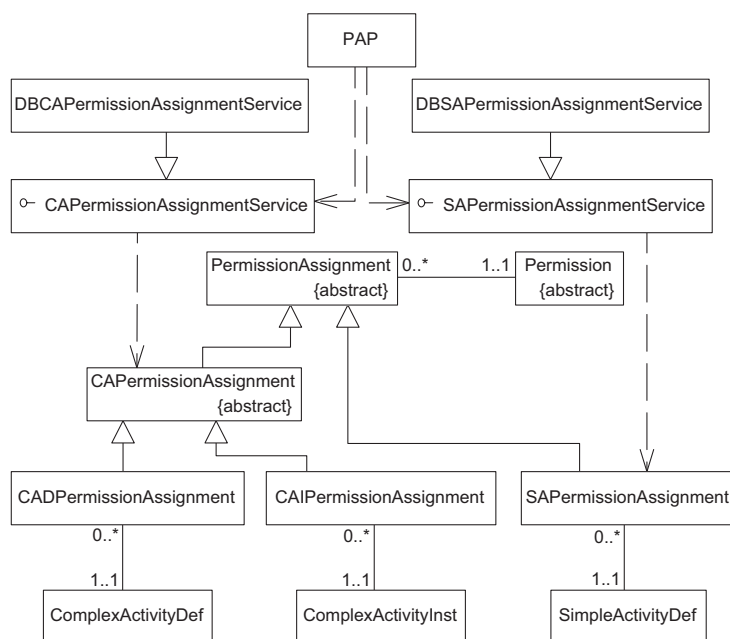 PAP
DBCAPermissionAssignmentService
DBSAPermissionAssignmentService
CAPermissionAssignmentService
SAPermissionAssignmentService
PermissionAssignment
{abstract}
0..*
1..1
Permission
{abstract}
CAPermissionAssignment
{abstract}
CADPermissionAssignment
CAIPermissionAssignment
SAPermissionAssignment
0..*
0..*
0..*
1..1
1..1
1..1
ComplexActivityDef
ComplexActivityInst
SimpleActivityDef